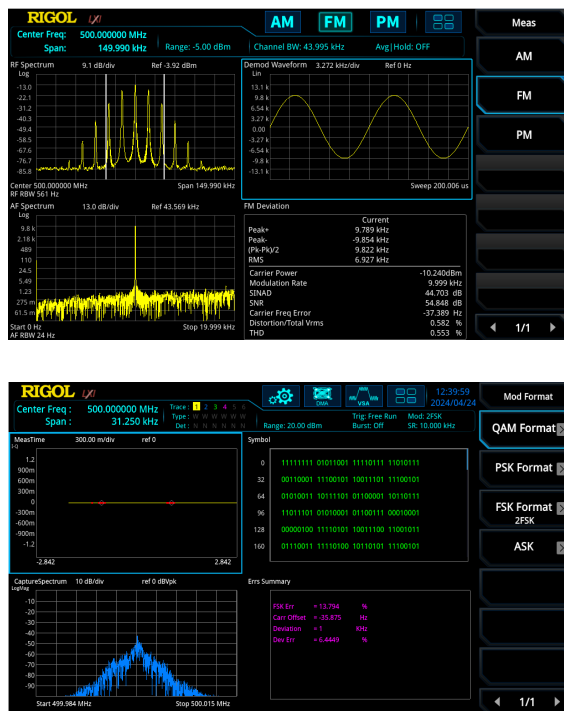 RIGOL LXI AM FM PM Meas
Center Freq: 500.000000 MHz
Span: 149.990 kHz Range: -5.00 dBm Channel BW: 43.995 kHz Avg|Hold: OFF
AM
FM
PM
1/1
RF Spectrum 9.1 dB/div Ref -3.92 dBm
Log
-13.0
-22.1
-31.2
-40.3
-49.4
-58.5
-67.6
-76.7
-85.8
Center 500.000000 MHz Span 149.990 kHz
RF RBW 561 Hz
Demod Waveform 3.272 kHz/div Ref 0 Hz
Lin
13.1 k
9.8 k
6.54 k
3.27 k
0.00
-3.27 k
-6.54 k
-9.8 k
-13.1 k
Sweep 200.006 us
AF Spectrum 13.0 dB/div Ref 43.569 kHz
Log
9.8 k
2.18 k
489
110
24.5
5.49
1.23
275 m
61.5 m
Start 0 Hz Stop 19.999 kHz
AF RBW 24 Hz
FM Deviation
Current
Peak+ 9.789 kHz
Peak- -9.854 kHz
(Pk-Pk)/2 9.822 kHz
RMS 6.927 kHz
Carrier Power -10.240dBm
Modulation Rate 9.999 kHz
SINAD 44.703 dB
SNR 54.848 dB
Carrier Freq Error -37.389 Hz
Distortion/Total Vrms 0.582 %
THD 0.553 %
RIGOL LXI DMA VSA 12:39:59 2024/04/24
Center Freq : 500.000000 MHz Trace: 1 2 3 4 5 6
Type: W W W W W W
Span : 31.250 kHz Det: N N N N N N
Range: 20.00 dBm Trig: Free Run Mod: 2FSK
Burst: Off SR: 10.000 kHz
Mod Format
QAM Format
PSK Format
FSK Format
2FSK
ASK
1/1
MeasTime 300.00 m/div ref 0
I-Q
1.2
900m
600m
300m
0
-300m
-600m
-900m
-1.2
-2.842 2.842
Symbol
0 11111111 01011001 11110111 11010111
32 00110001 11100101 10011101 11100101
64 01010011 10111101 01100001 10410111
96 11011101 01010001 01100111 00010001
128 00000100 11110101 10011100 11001011
160 01110011 11110100 10110101 11100101
CaptureSpectrum 10 dB/div ref 0 dBVpk
LogMag
-10
-20
-30
-40
-50
-60
-70
-80
-90
Start 499.984 MHz Stop 500.015 MHz
Errs Summary
FSK Err = 13.794 %
Carr Offset = -35.875 Hz
Deviation = 1 KHz
Dev Err = 6.4449 %